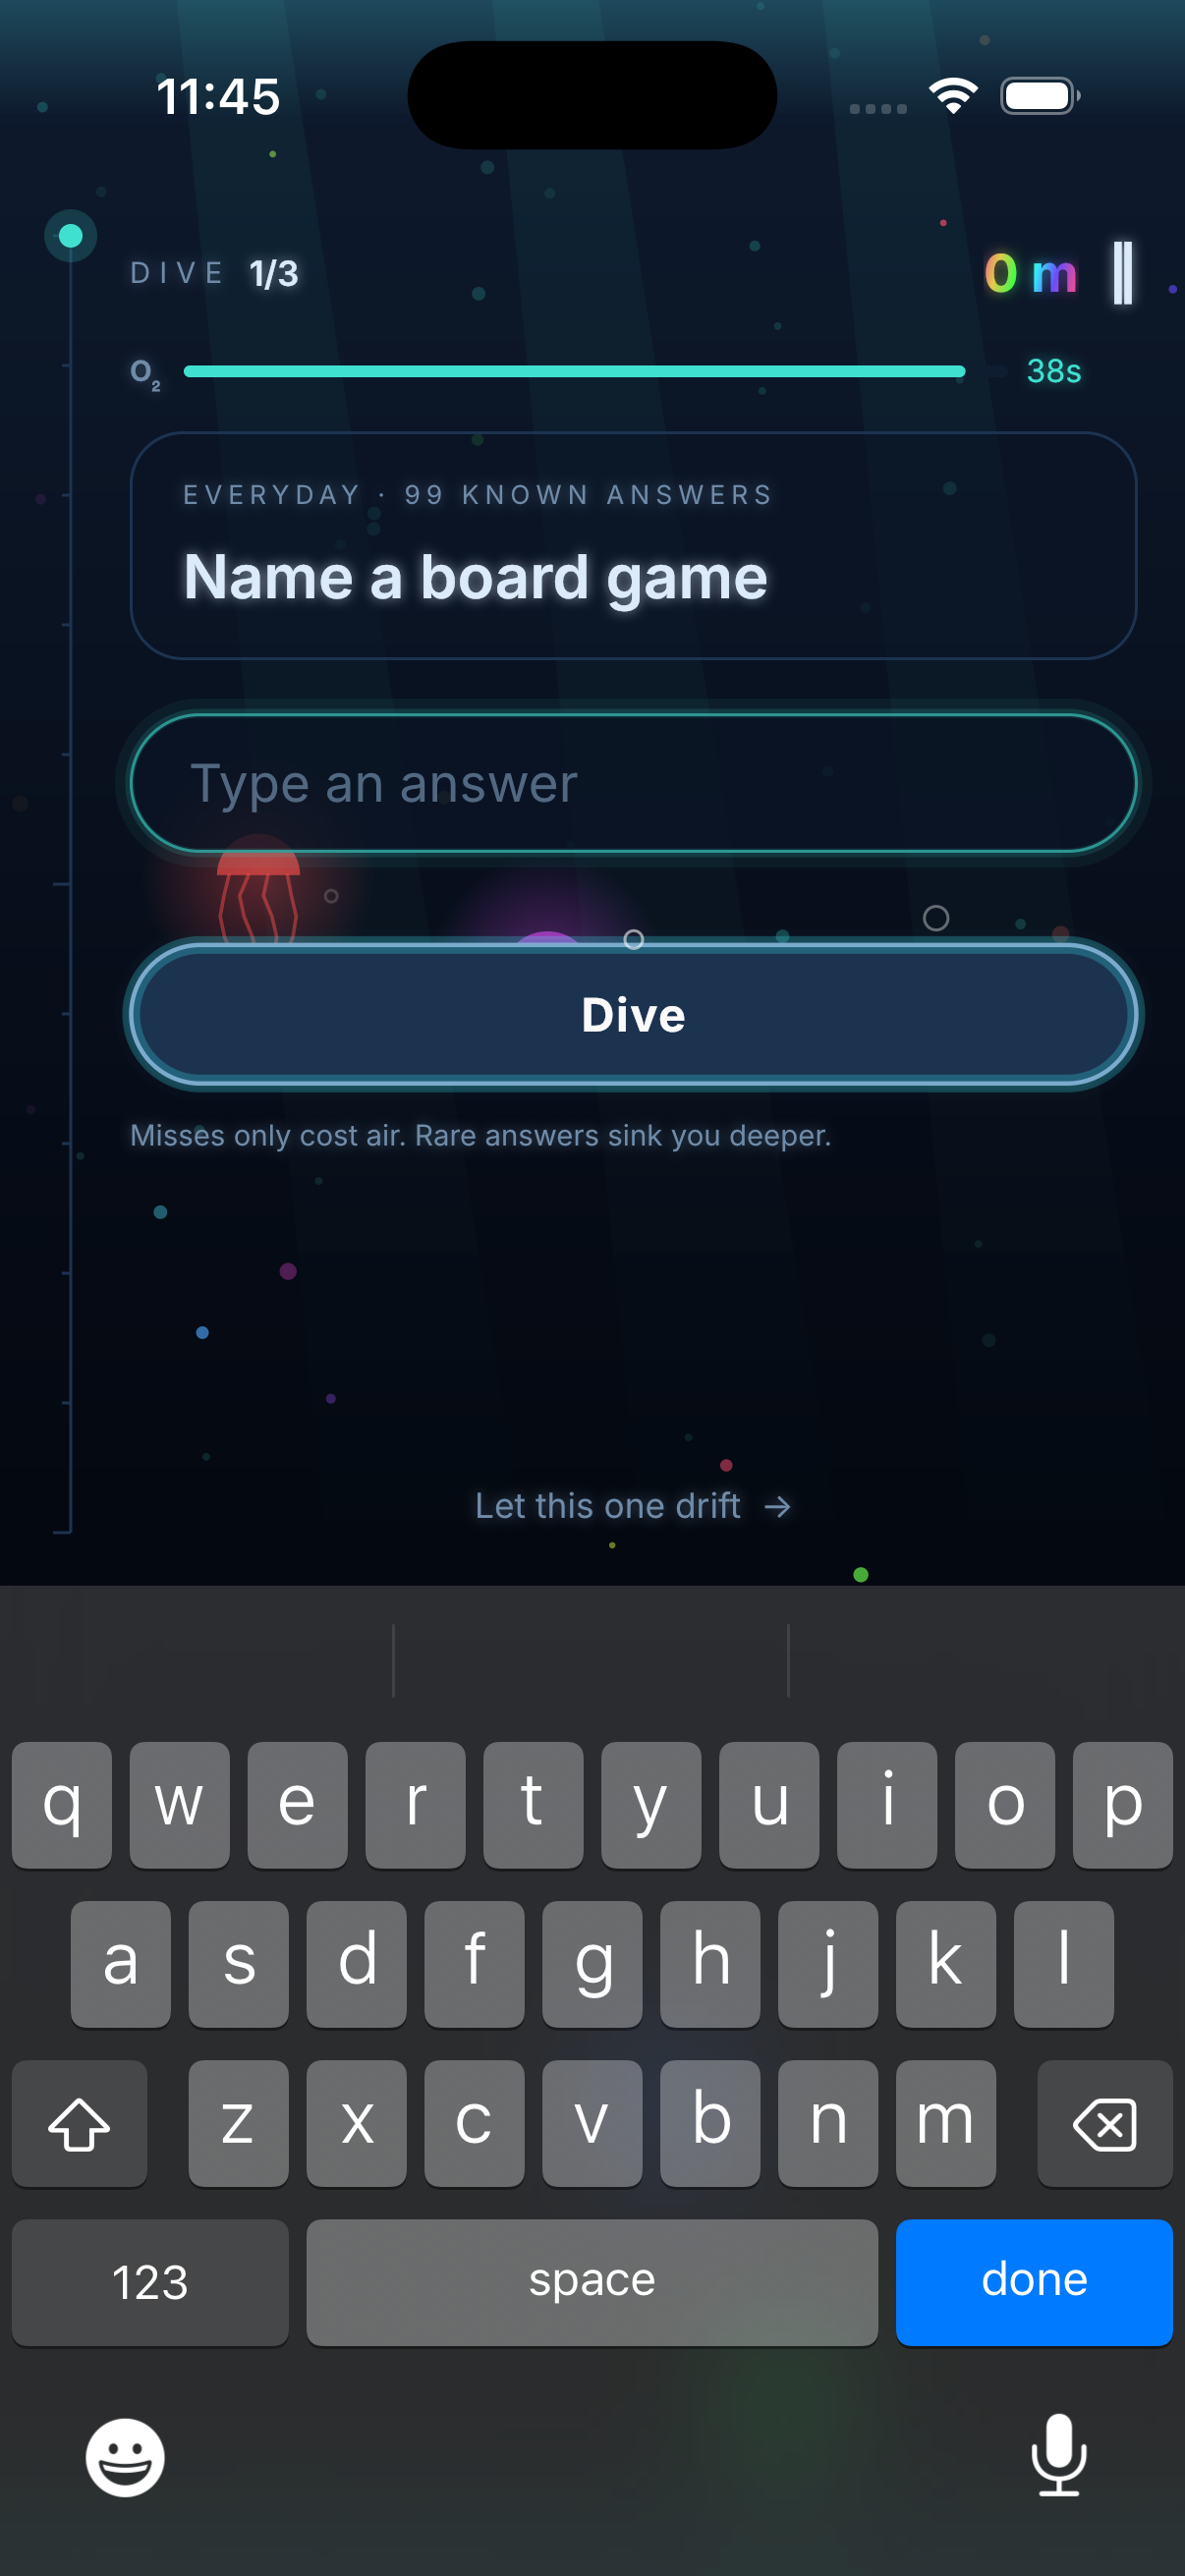 11:45
DIVE 1/3
0 m
O₂
38s
EVERYDAY · 99 KNOWN ANSWERS
Name a board game
Type an answer
Dive
Misses only cost air. Rare answers sink you deeper.
Let this one drift →
q w e r t y u i o p
a s d f g h j k l
z x c v b n m
123 space done